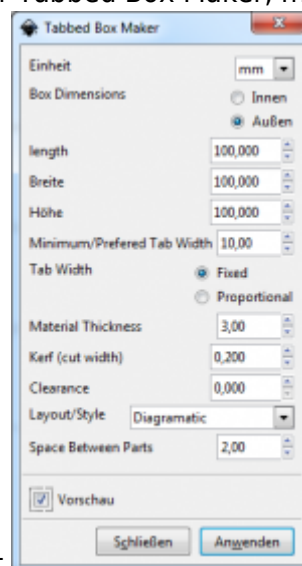 Tabbed Box Maker
Einheit mm
Box Dimensions Innen
Außen
length 100,000
Breite 100,000
Höhe 100,000
Minimum/Prefered Tab Width 10,00
Tab Width Fixed
Proportional
Material Thickness 3,00
Kerf (cut width) 0,200
Clearance 0,000
Layout/Style Diagramatic
Space Between Parts 2,00
Vorschau
Schließen Anwenden